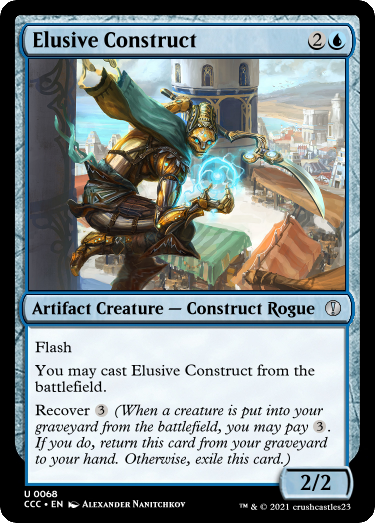 Elusive Construct 2
Artifact Creature — Construct Rogue
Flash
You may cast Elusive Construct from the
battlefield.
Recover 3 (When a creature is put into your
graveyard from the battlefield, you may pay 3.
If you do, return this card from your graveyard
to your hand. Otherwise, exile this card.)
2/2
U 0068
CCC • EN Alexander Nanitchkov
™ & © 2021 crushcastles23